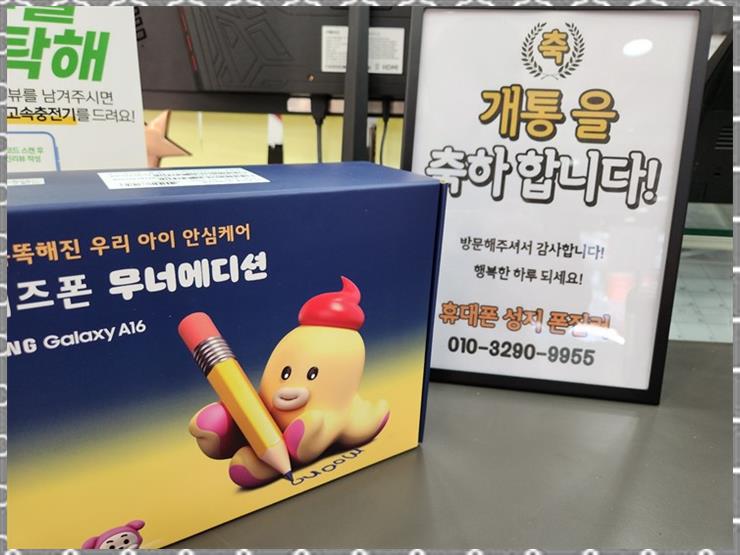 탁해
뷰를 남겨주시면
고속충전기를 드려요!
똑해진 우리 아이 안심케어
즈폰 무너에디션
NG Galaxy A16
moong
축
개통을
축하합니다!
방문해주셔서 감사합니다!
행복한 하루 되세요!
휴대폰 성지 폰
010-3290-9955
HDMI